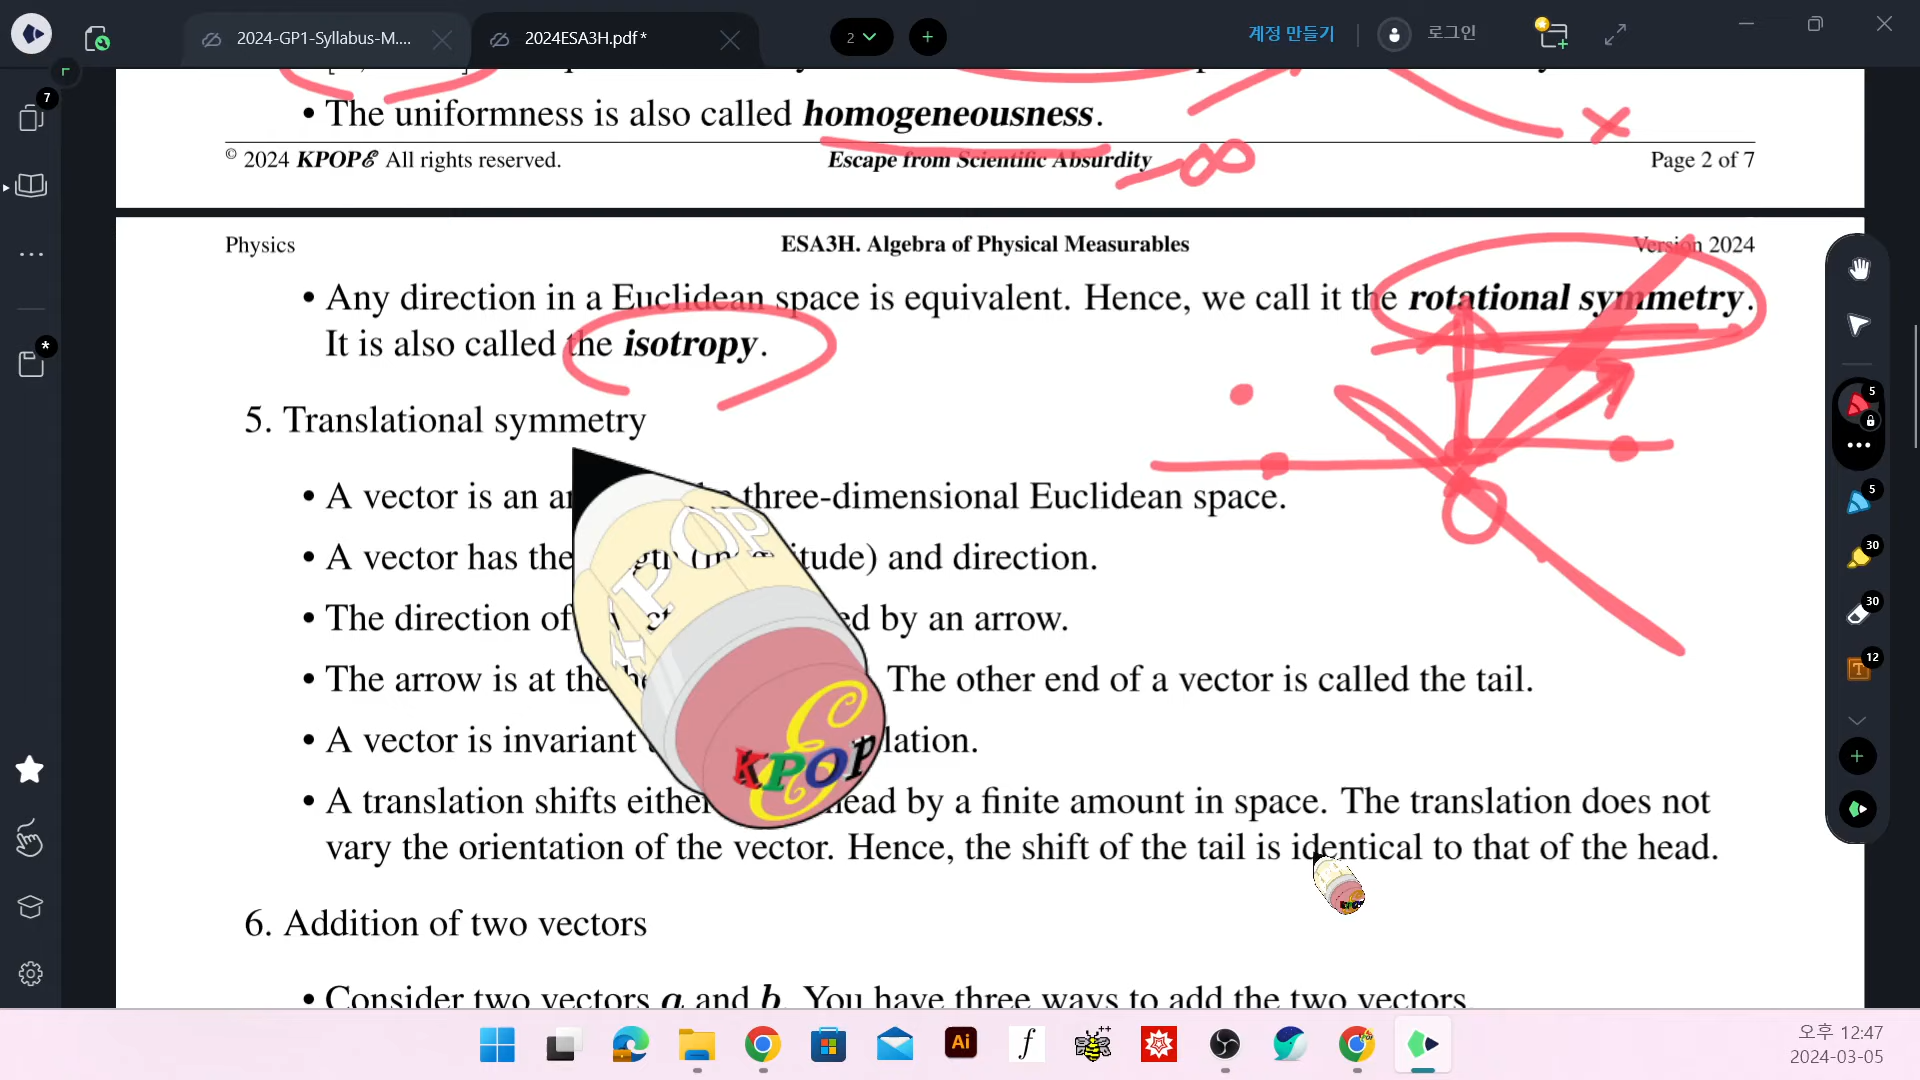 2024-GP1-Syllabus-M....
2024ESA3H.pdf*
2
계정 만들기
로그인
7
• The uniformness is also called homogeneousness.
© 2024 KPOPE All rights reserved.
Escape from Scientific Absurdity
Page 2 of 7
-∞
Physics
ESA3H. Algebra of Physical Measurables
Version 2024
• Any direction in a Euclidean space is equivalent. Hence, we call it the rotational symmetry.
It is also called the isotropy.
5. Translational symmetry
• A vector is an three-dimensional Euclidean space.
• A vector has the and direction.
• The direction of by an arrow.
• The arrow is at the The other end of a vector is called the tail.
• A vector is invariant
• A translation shifts either head by a finite amount in space. The translation does not
vary the orientation of the vector. Hence, the shift of the tail is identical to that of the head.
6. Addition of two vectors
• Consider two vectors a and b. You have three ways to add the two vectors.
KPOP
KPOP
E
5
5
30
30
T 12
Ai
f
오후 12:47
2024-03-05